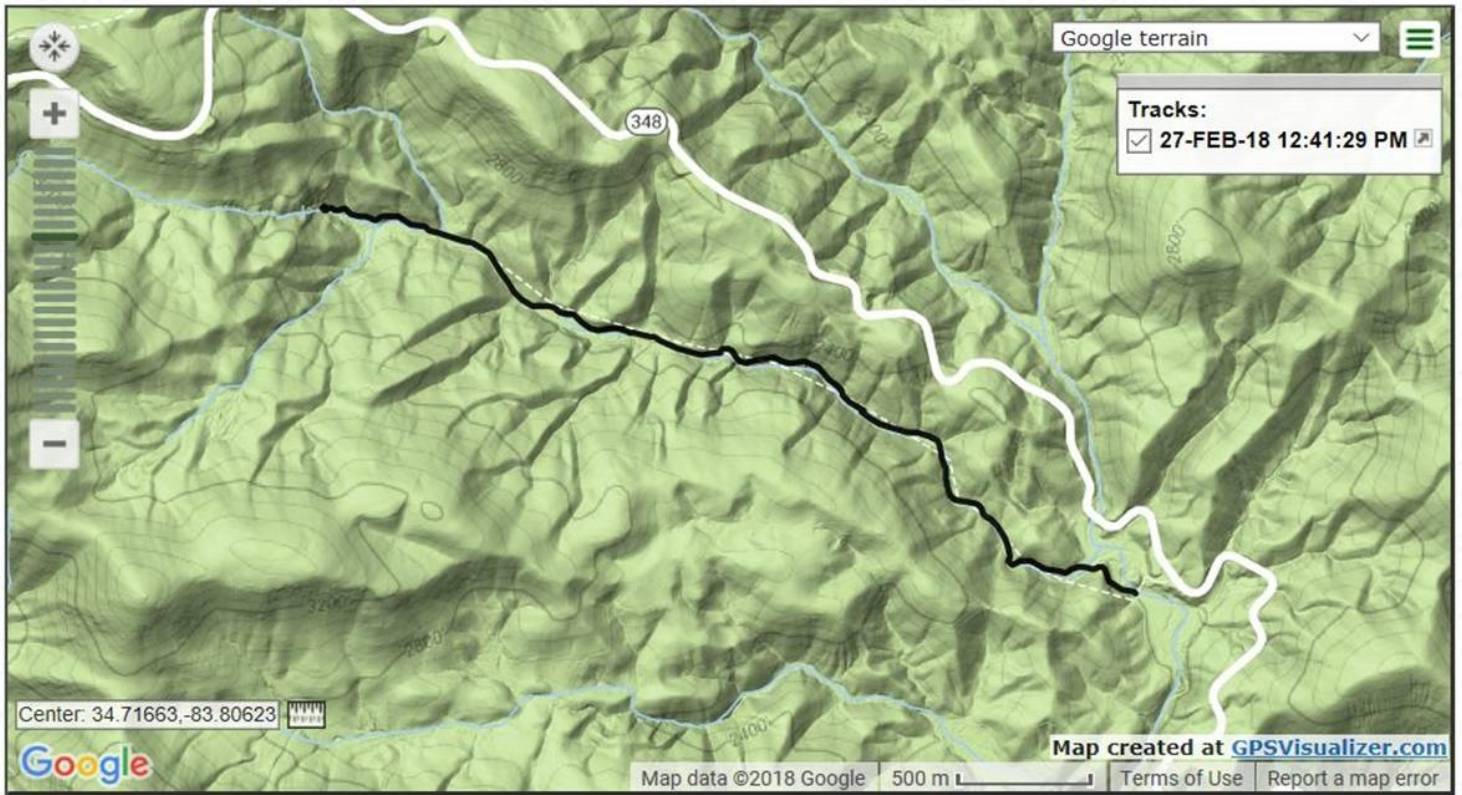 Google terrain
Tracks:
27-FEB-18 12:41:29 PM
348
2800
2400
2800
2400
3200
2800
2400
Center: 34.71663,-83.80623
Google
Map created at GPSVisualizer.com
Map data ©2018 Google
500 m
Terms of Use
Report a map error